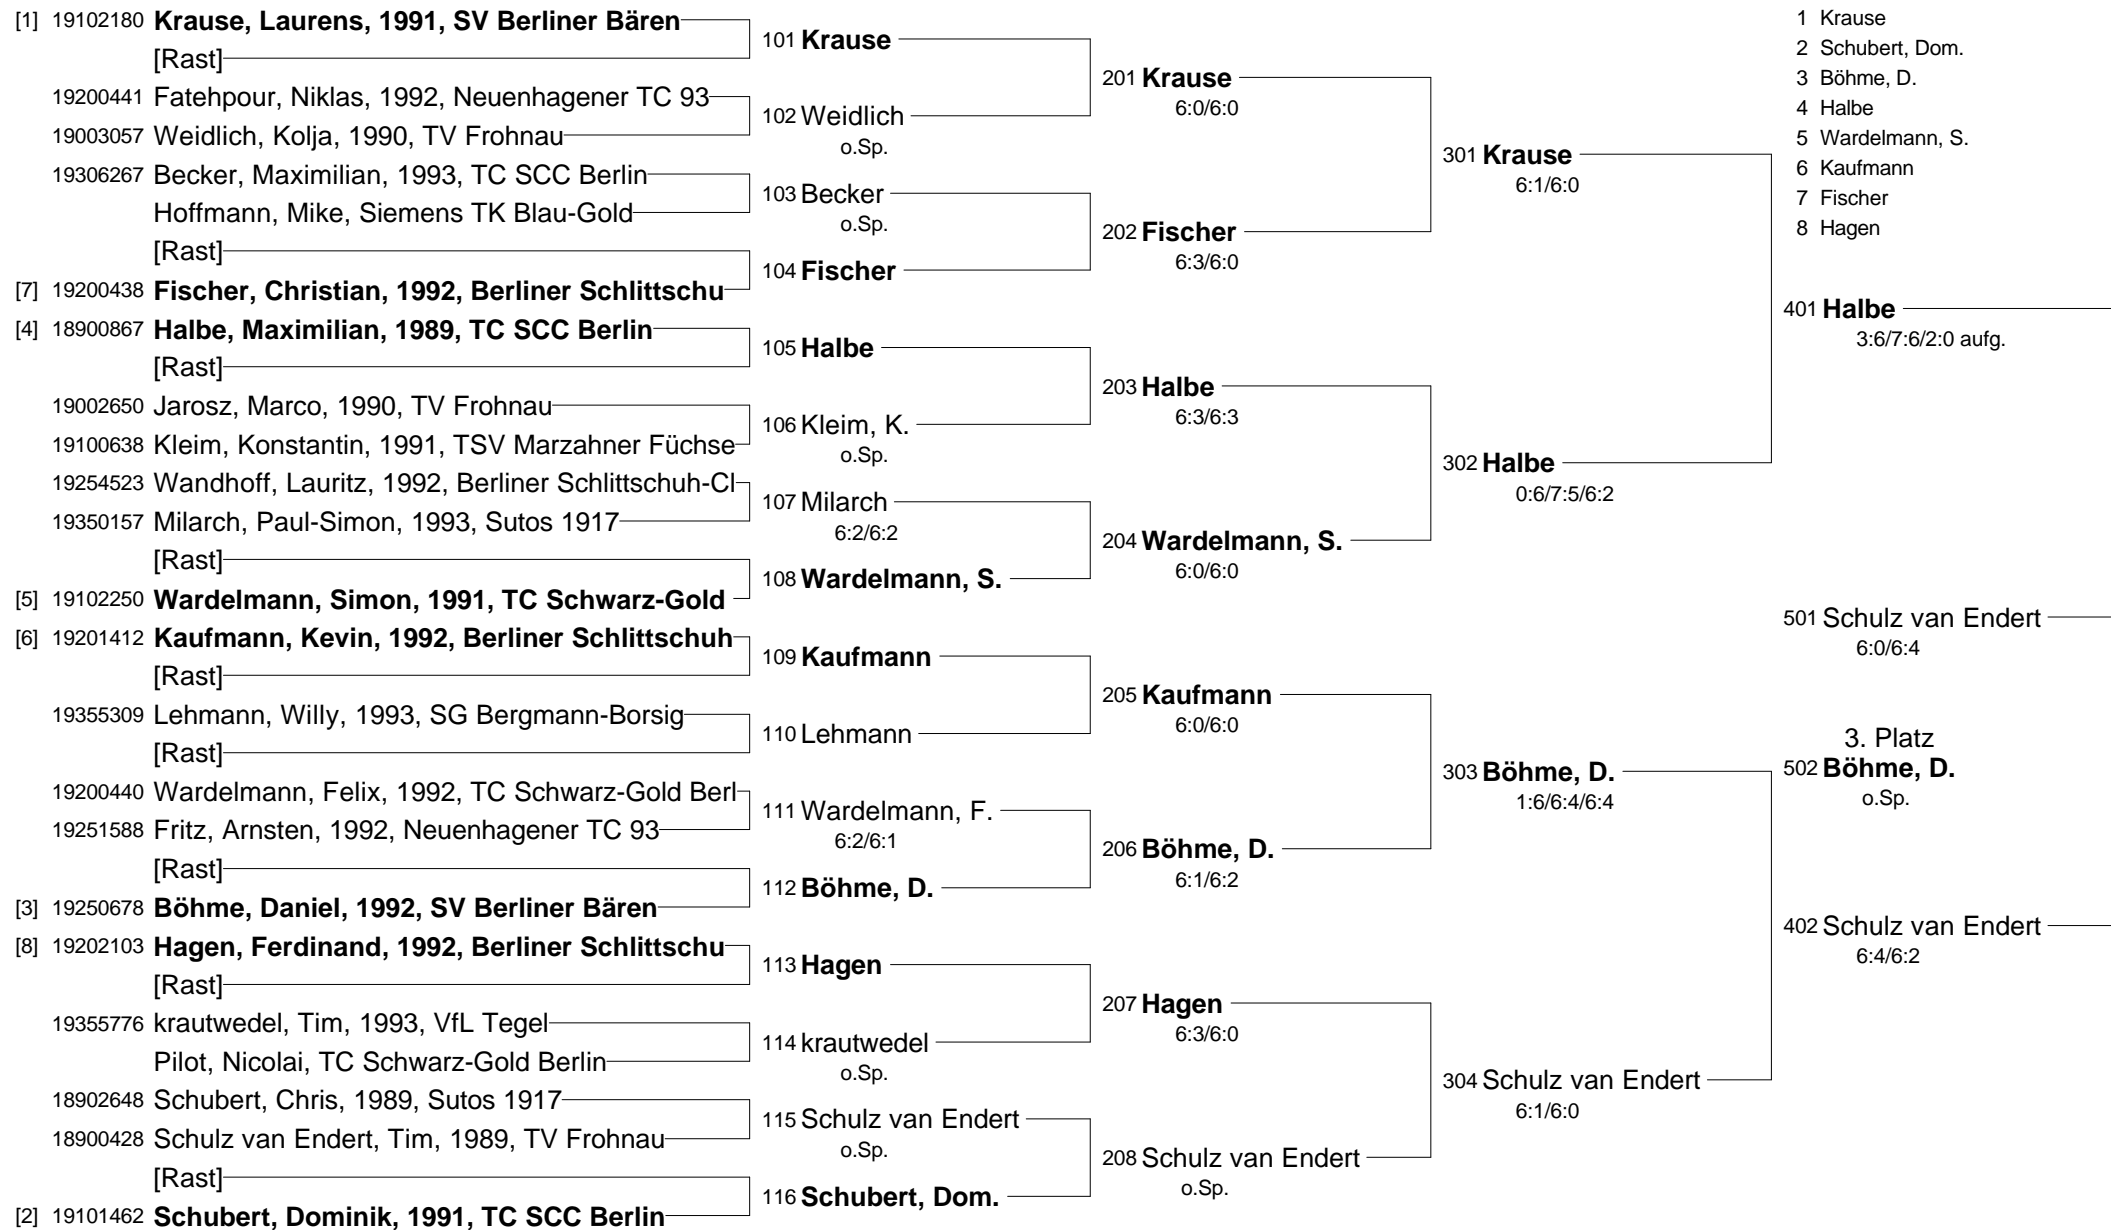 [1] 19102180 Krause, Laurens, 1991, SV Berliner Bären
[Rast]
19200441 Fatehpour, Niklas, 1992, Neuenhagener TC 93
19003057 Weidlich, Kolja, 1990, TV Frohnau
19306267 Becker, Maximilian, 1993, TC SCC Berlin
Hoffmann, Mike, Siemens TK Blau-Gold
[Rast]
[7] 19200438 Fischer, Christian, 1992, Berliner Schlittschu
[4] 18900867 Halbe, Maximilian, 1989, TC SCC Berlin
[Rast]
19002650 Jarosz, Marco, 1990, TV Frohnau
19100638 Kleim, Konstantin, 1991, TSV Marzahner Füchse
19254523 Wandhoff, Lauritz, 1992, Berliner Schlittschuh-Cl
19350157 Milarch, Paul-Simon, 1993, Sutos 1917
[Rast]
[5] 19102250 Wardelmann, Simon, 1991, TC Schwarz-Gold
[6] 19201412 Kaufmann, Kevin, 1992, Berliner Schlittschuh
[Rast]
19355309 Lehmann, Willy, 1993, SG Bergmann-Borsig
[Rast]
19200440 Wardelmann, Felix, 1992, TC Schwarz-Gold Berl
19251588 Fritz, Arnsten, 1992, Neuenhagener TC 93
[Rast]
[3] 19250678 Böhme, Daniel, 1992, SV Berliner Bären
[8] 19202103 Hagen, Ferdinand, 1992, Berliner Schlittschu
[Rast]
19355776 krautwedel, Tim, 1993, VfL Tegel
Pilot, Nicolai, TC Schwarz-Gold Berlin
18902648 Schubert, Chris, 1989, Sutos 1917
18900428 Schulz van Endert, Tim, 1989, TV Frohnau
[Rast]
[2] 19101462 Schubert, Dominik, 1991, TC SCC Berlin
101 Krause
102 Weidlich
o.Sp.
103 Becker
o.Sp.
104 Fischer
105 Halbe
106 Kleim, K.
o.Sp.
107 Milarch
6:2/6:2
108 Wardelmann, S.
109 Kaufmann
110 Lehmann
111 Wardelmann, F.
6:2/6:1
112 Böhme, D.
113 Hagen
114 krautwedel
o.Sp.
115 Schulz van Endert
o.Sp.
116 Schubert, Dom.
201 Krause
6:0/6:0
202 Fischer
6:3/6:0
203 Halbe
6:3/6:3
204 Wardelmann, S.
6:0/6:0
205 Kaufmann
6:0/6:0
206 Böhme, D.
6:1/6:2
207 Hagen
6:3/6:0
208 Schulz van Endert
o.Sp.
301 Krause
6:1/6:0
302 Halbe
0:6/7:5/6:2
303 Böhme, D.
1:6/6:4/6:4
304 Schulz van Endert
6:1/6:0
1 Krause
2 Schubert, Dom.
3 Böhme, D.
4 Halbe
5 Wardelmann, S.
6 Kaufmann
7 Fischer
8 Hagen
401 Halbe
3:6/7:6/2:0 aufg.
501 Schulz van Endert
6:0/6:4
3. Platz
502 Böhme, D.
o.Sp.
402 Schulz van Endert
6:4/6:2